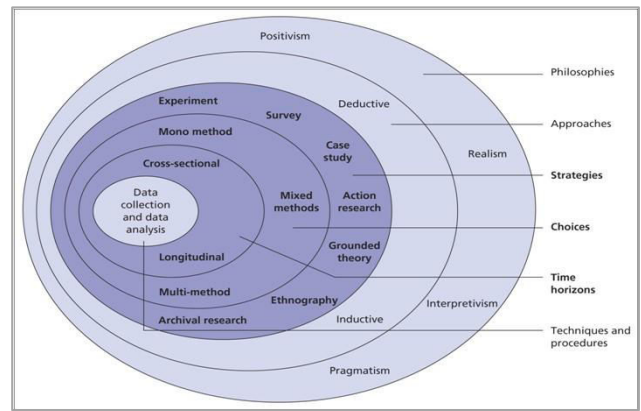 Positivism
Philosophies
Experiment
Deductive
Survey
Approaches
Mono method
Case
study
Realism
Cross-sectional
Strategies
Data
collection
and data
analysis
Mixed
methods
Action
research
Choices
Grounded
theory
Longitudinal
Time
horizons
Multi-method
Ethnography
Interpretivism
Archival research
Inductive
Techniques and
procedures
Pragmatism